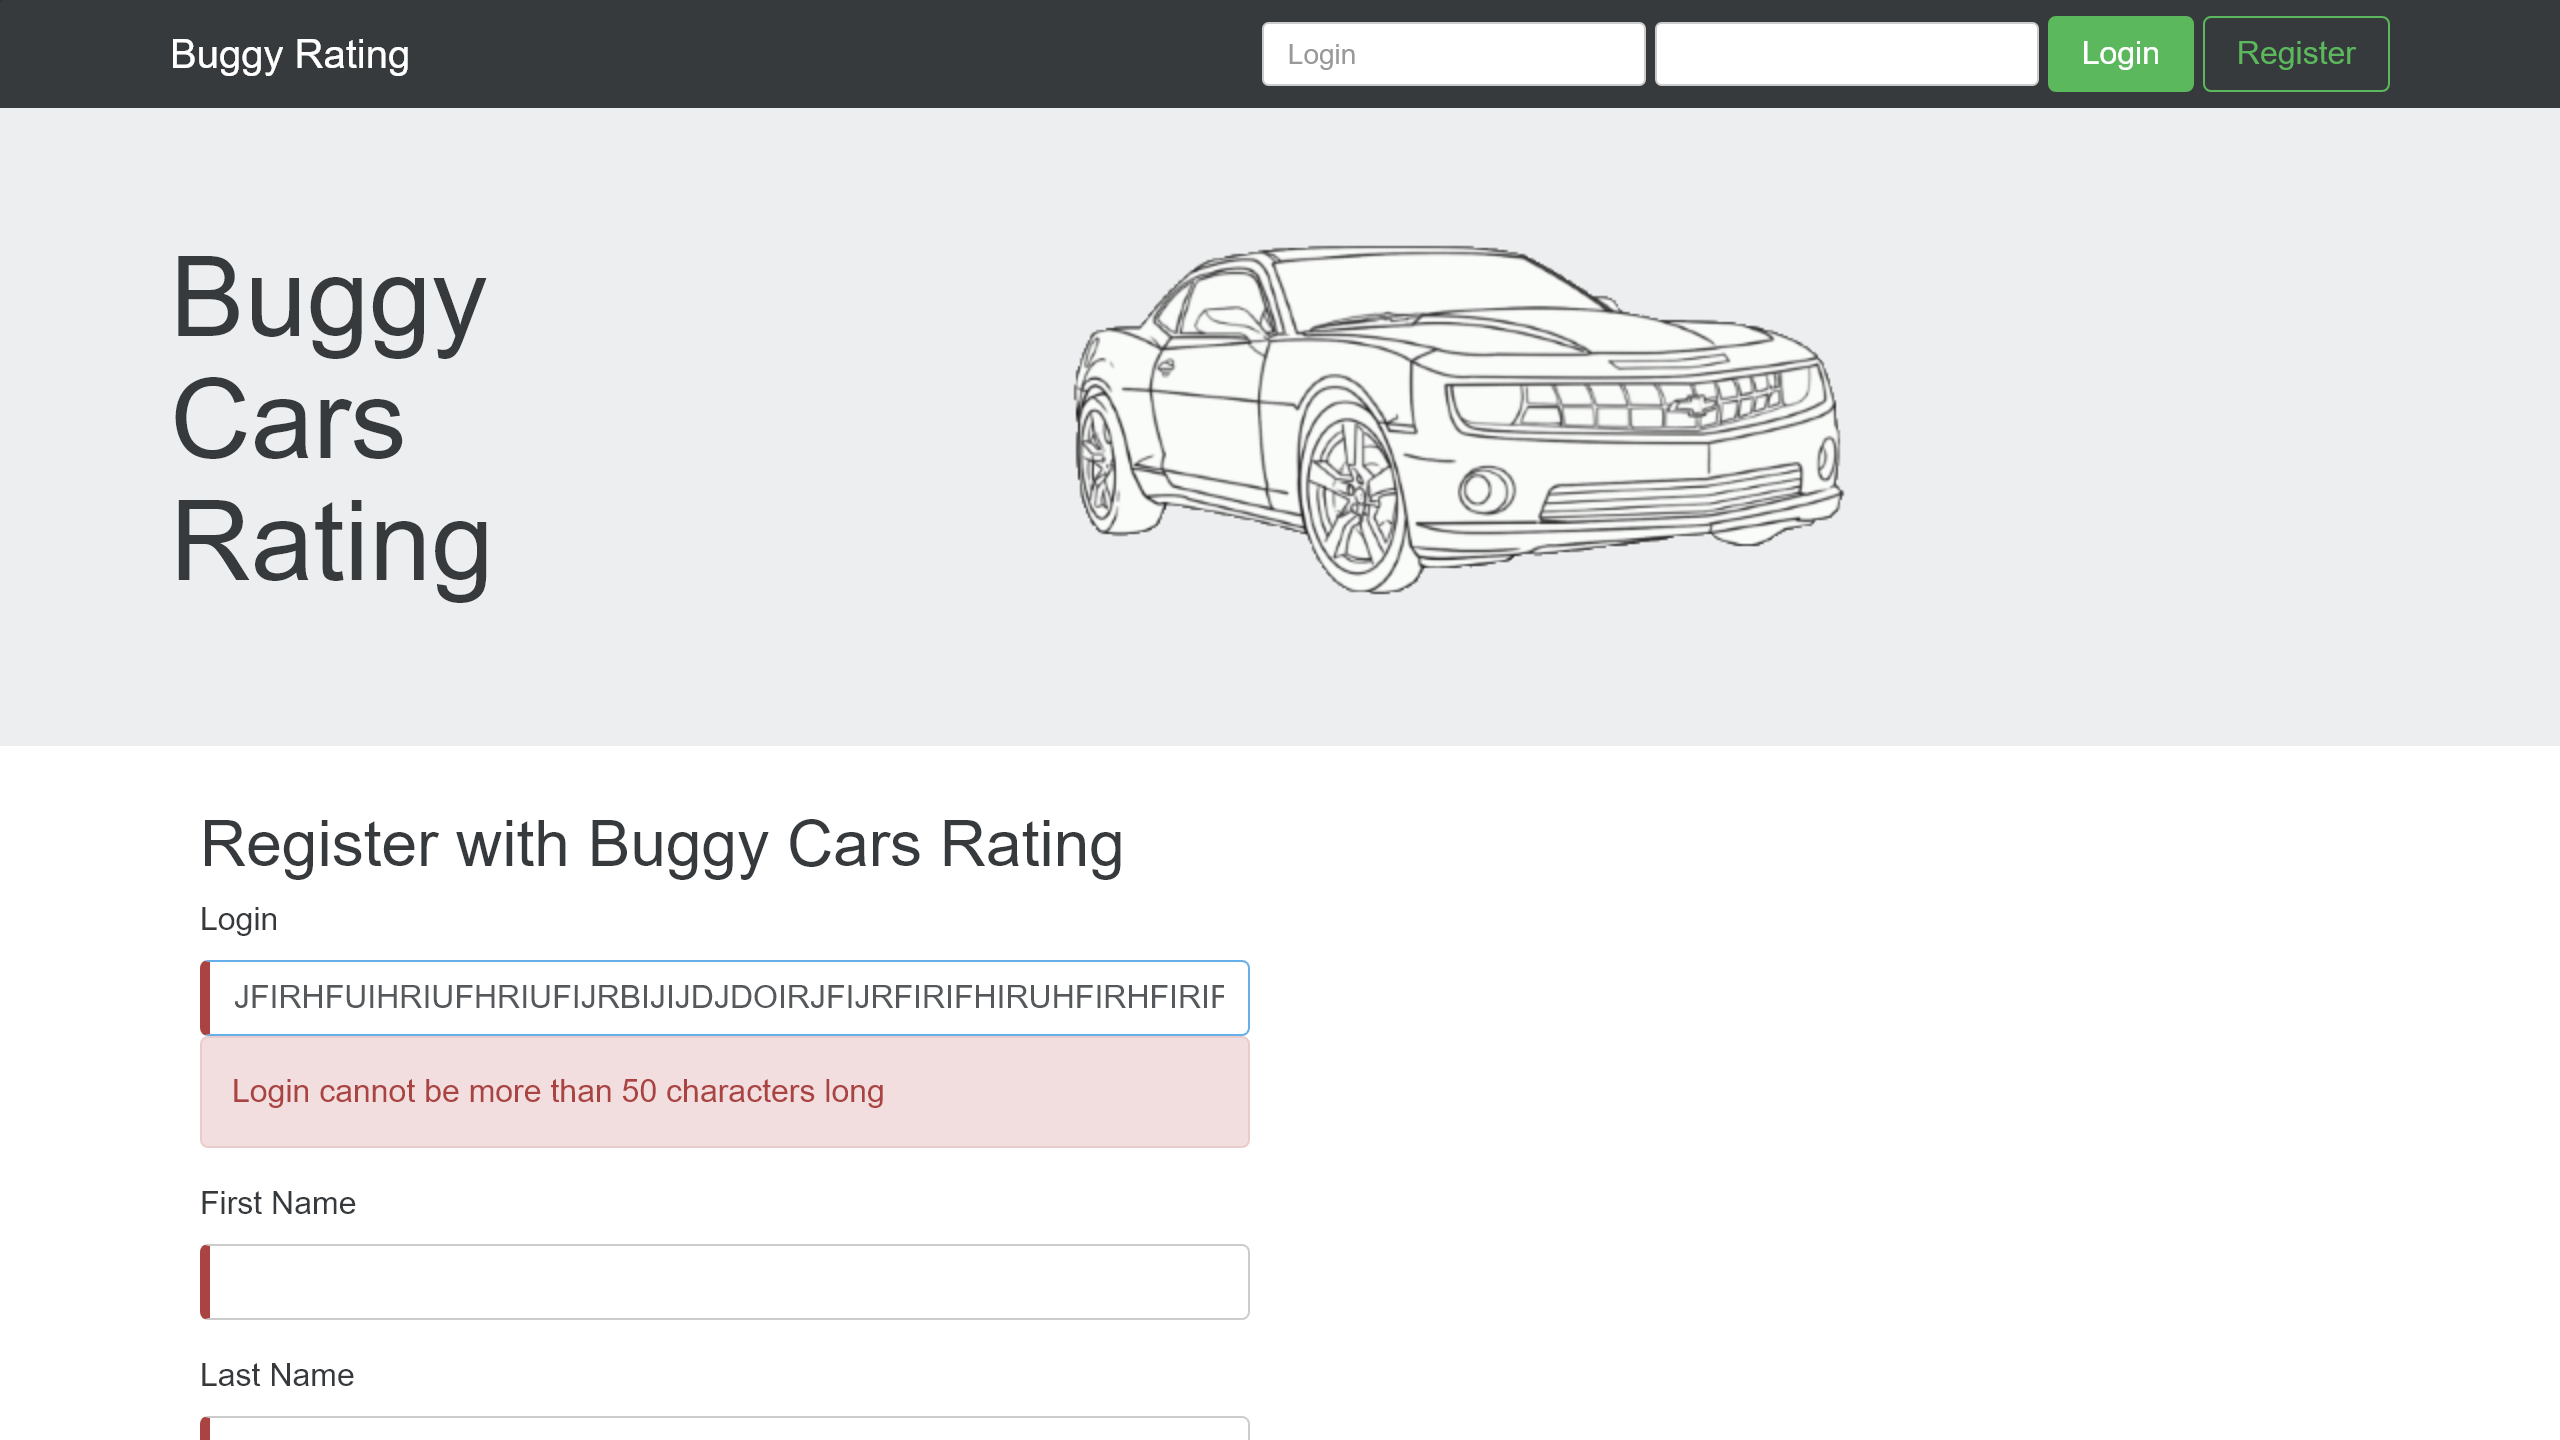 Buggy Rating
Login
Login
Register
Buggy
Cars
Rating
Register with Buggy Cars Rating
Login
JFIRHFUIHRIUFHRIUFIJRBIJIJDJDOIRJFIJRFIRIFHIRUHFIRHFIRIF
Login cannot be more than 50 characters long
First Name
Last Name